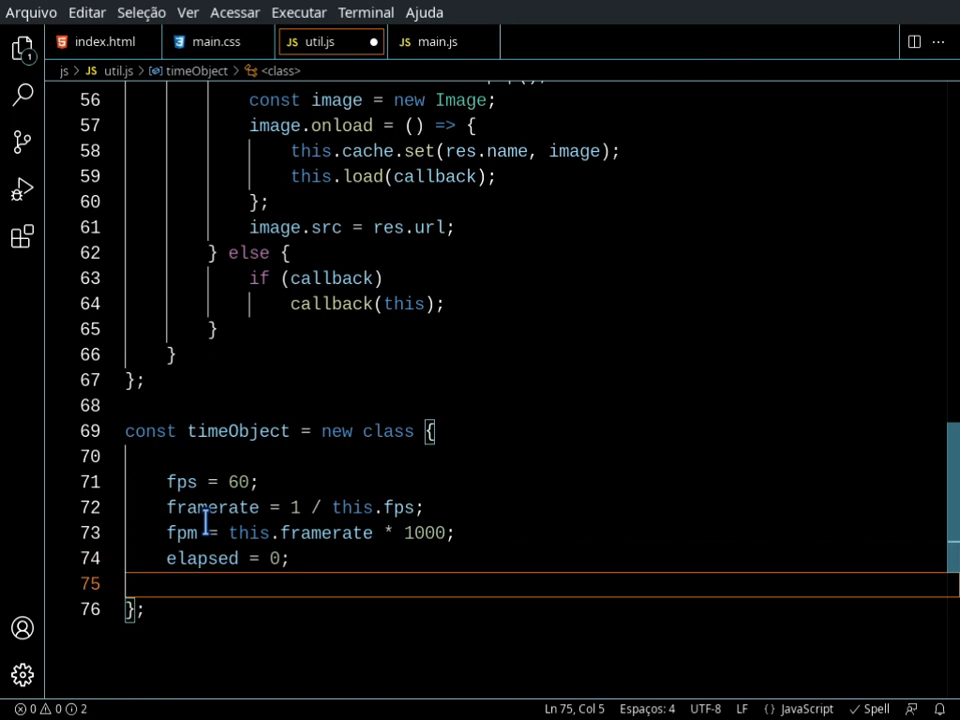 Arquivo Editar Seleção Ver Acessar Executar Terminal Ajuda
index.html main.css JS util.js JS main.js
js > JS util.js > timeObject > <class>
56 const image = new Image;
57 image.onload = () => {
58 this.cache.set(res.name, image);
59 this.load(callback);
60 };
61 image.src = res.url;
62 } else {
63 if (callback)
64 callback(this);
65 }
66 }
67 };
68
69 const timeObject = new class {
70
71 fps = 60;
72 framerate = 1 / this.fps;
73 fpm = this.framerate * 1000;
74 elapsed = 0;
75
76 };
0 0 2 Ln 75, Col 5 Espaços: 4 UTF-8 LF {} JavaScript Spell